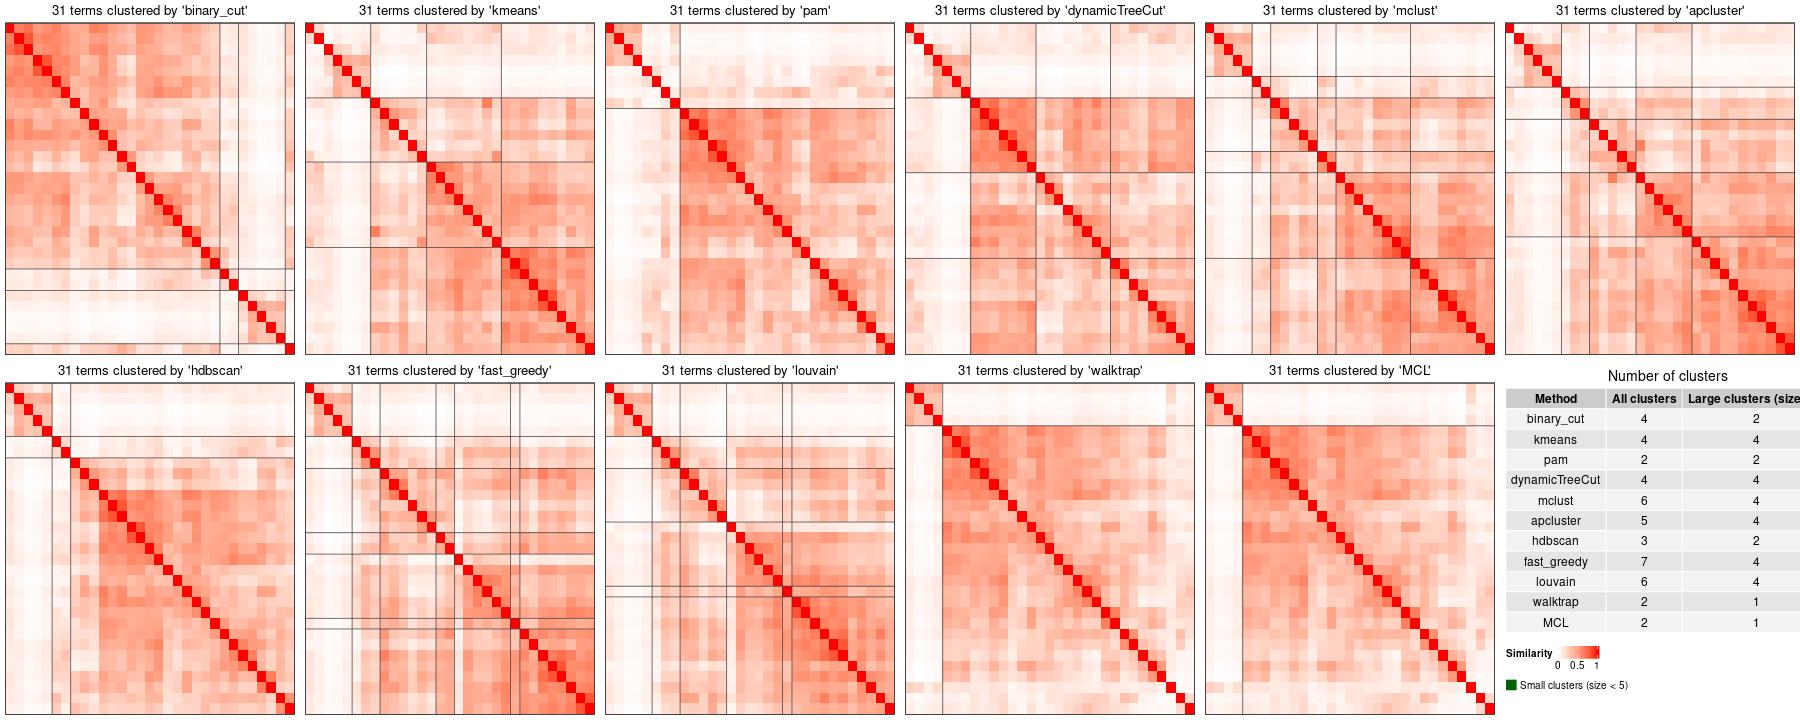 31 terms clustered by 'binary_cut'
31 terms clustered by 'kmeans'
31 terms clustered by 'pam'
31 terms clustered by 'dynamicTreeCut'
31 terms clustered by 'mclust'
31 terms clustered by 'apcluster'
31 terms clustered by 'hdbscan'
31 terms clustered by 'fast_greedy'
31 terms clustered by 'louvain'
31 terms clustered by 'walktrap'
31 terms clustered by 'MCL'
Number of clusters
Method All clusters Large clusters (size
binary_cut 4 2
kmeans 4 4
pam 2 2
dynamicTreeCut 4 4
mclust 6 4
apcluster 5 4
hdbscan 3 2
fast_greedy 7 4
louvain 6 4
walktrap 2 1
MCL 2 1
Similarity
0 0.5 1
Small clusters (size < 5)